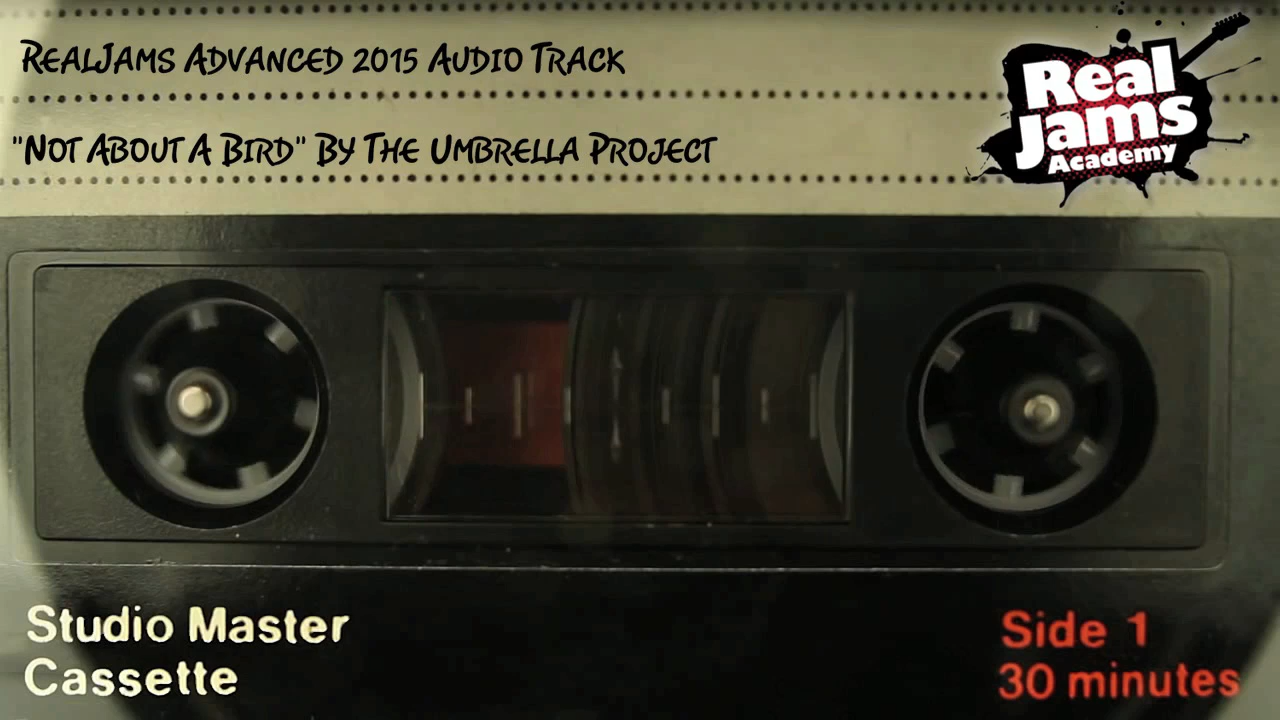 RealJams Advanced 2015 Audio Track
"Not About A Bird" By The Umbrella Project
Real
Jams
Academy
Studio Master
Cassette
Side 1
30 minutes